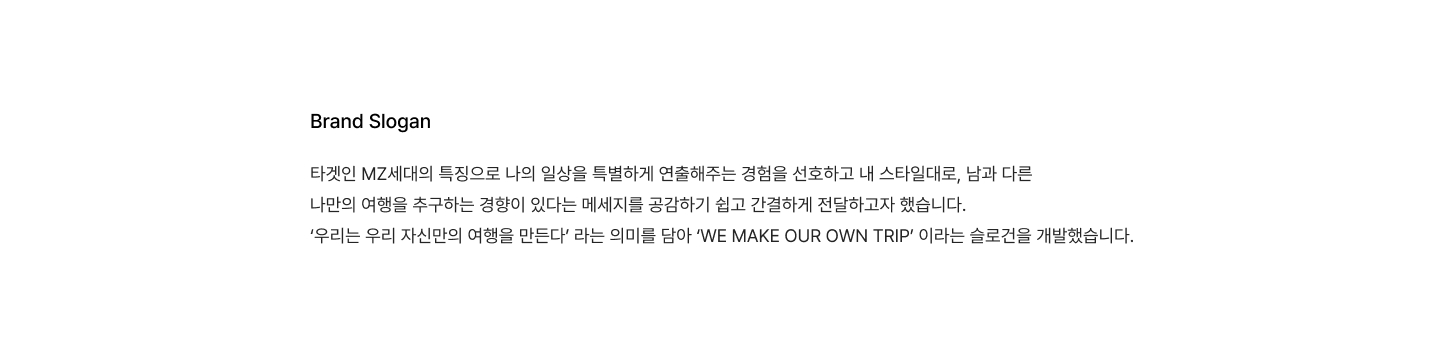 Brand Slogan
타겟인 MZ세대의 특징으로 나의 일상을 특별하게 연출해주는 경험을 선호하고 내 스타일대로, 남과 다른
나만의 여행을 추구하는 경향이 있다는 메세지를 공감하기 쉽고 간결하게 전달하고자 했습니다.
‘우리는 우리 자신만의 여행을 만든다’ 라는 의미를 담아 ‘WE MAKE OUR OWN TRIP’ 이라는 슬로건을 개발했습니다.